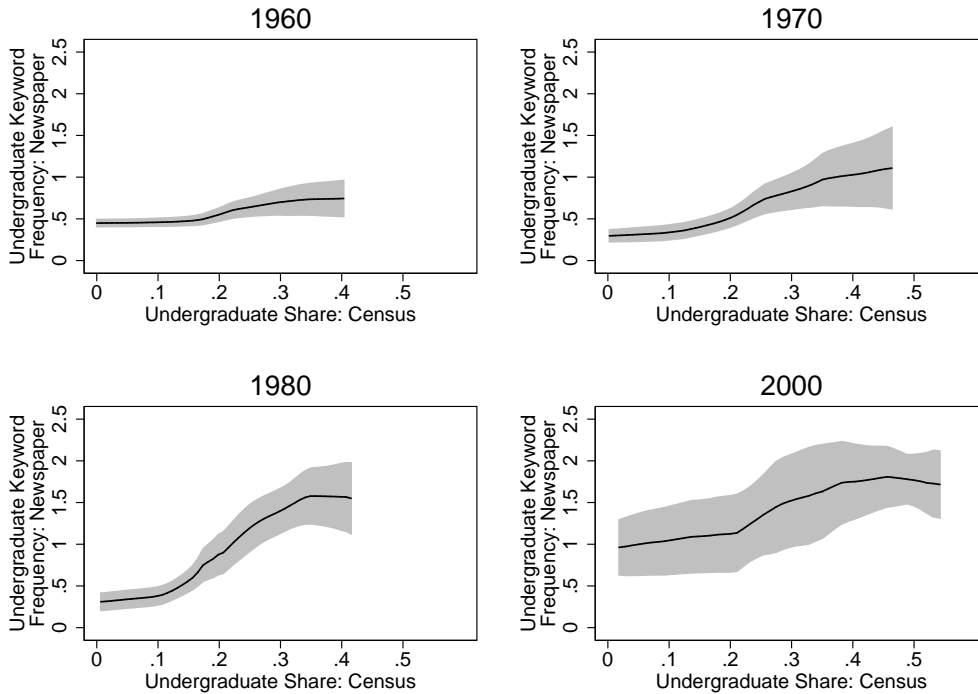 1960
Undergraduate Keyword
Frequency: Newspaper
0 .5 1 1.5 2 2.5
0 .1 .2 .3 .4 .5
Undergraduate Share: Census
1970
Undergraduate Keyword
Frequency: Newspaper
0 .5 1 1.5 2 2.5
0 .1 .2 .3 .4 .5
Undergraduate Share: Census
1980
Undergraduate Keyword
Frequency: Newspaper
0 .5 1 1.5 2 2.5
0 .1 .2 .3 .4 .5
Undergraduate Share: Census
2000
Undergraduate Keyword
Frequency: Newspaper
0 .5 1 1.5 2 2.5
0 .1 .2 .3 .4 .5
Undergraduate Share: Census